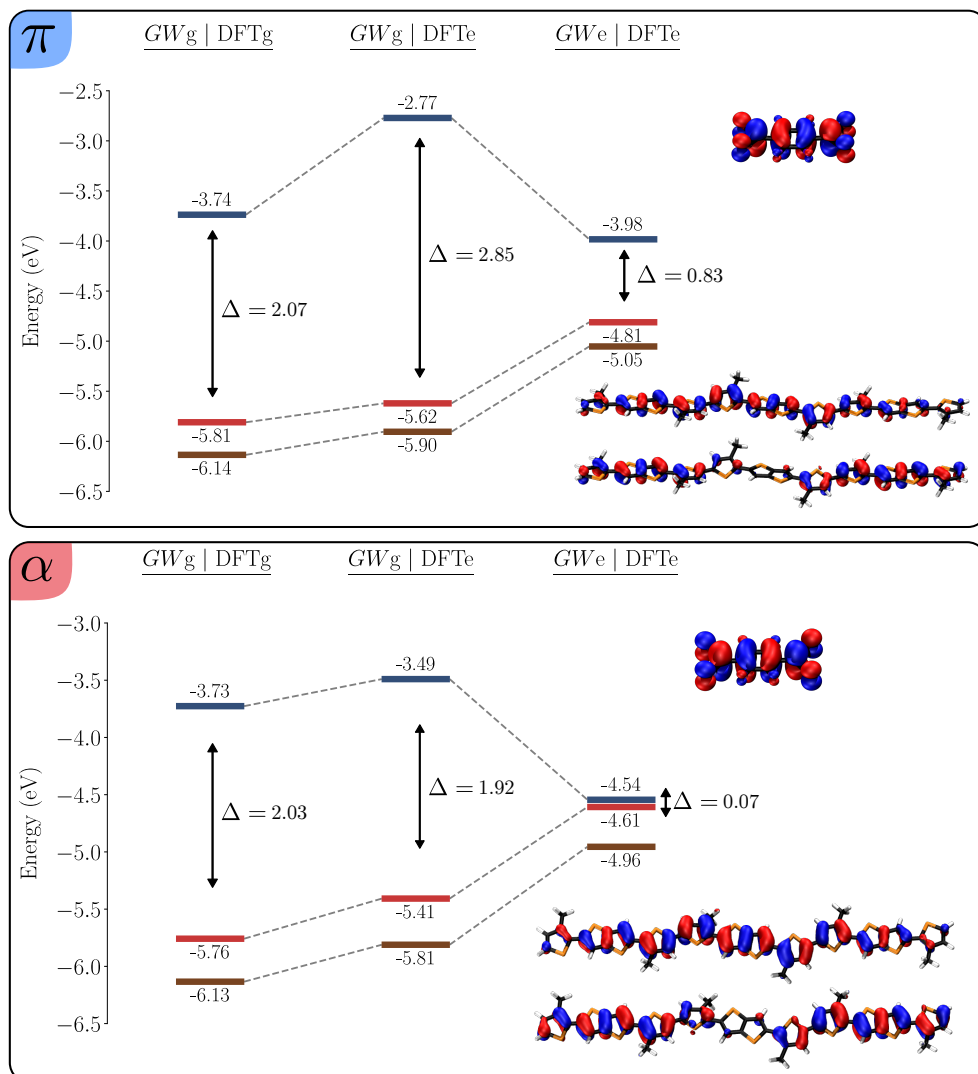 π
GWg | DFTg
GWg | DFTe
GWe | DFTe
Energy (eV)
−2.5
−3.0
−3.5
−4.0
−4.5
−5.0
−5.5
−6.0
−6.5
-3.74
Δ = 2.07
-5.81
-6.14
-2.77
Δ = 2.85
-5.62
-5.90
-3.98
Δ = 0.83
-4.81
-5.05
α
GWg | DFTg
GWg | DFTe
GWe | DFTe
Energy (eV)
−3.0
−3.5
−4.0
−4.5
−5.0
−5.5
−6.0
−6.5
-3.73
Δ = 2.03
-5.76
-6.13
-3.49
Δ = 1.92
-5.41
-5.81
-4.54
Δ = 0.07
-4.61
-4.96